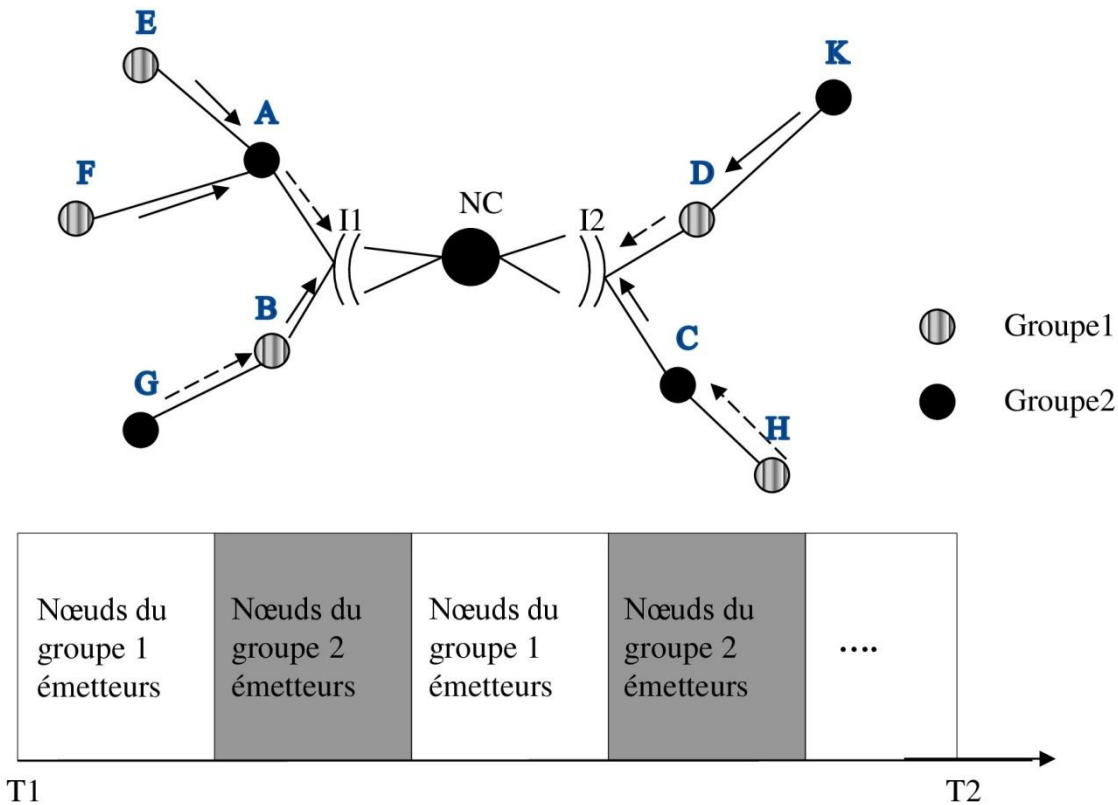 E
K
A
F
D
NC
I1
I2
B
Groupe1
C
G
Groupe2
H
Nœuds du
groupe 1
émetteurs
Nœuds du
groupe 2
émetteurs
Nœuds du
groupe 1
émetteurs
Nœuds du
groupe 2
émetteurs
....
T1
T2